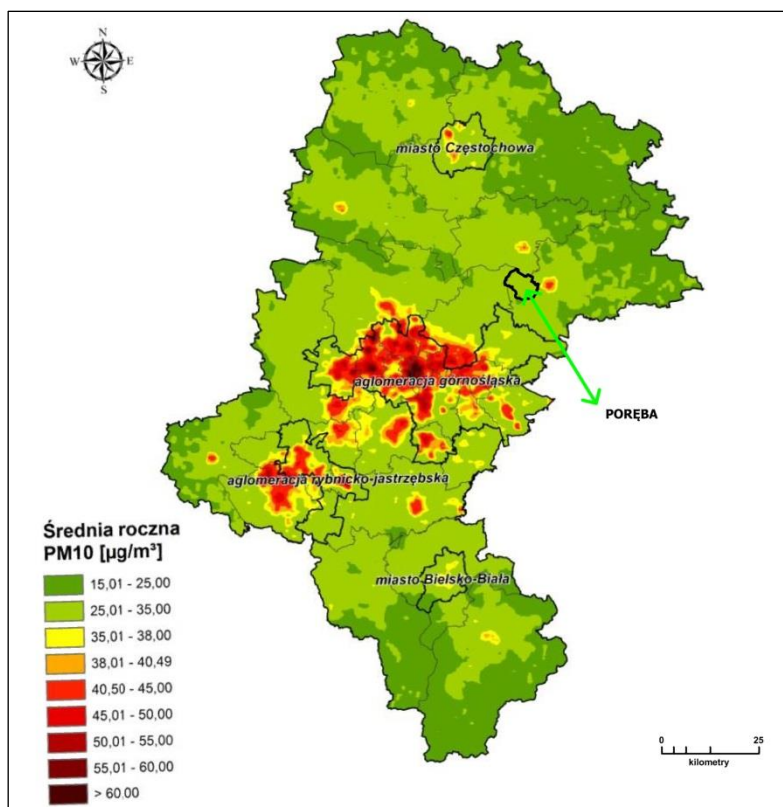 N
W E
S
miasto Częstochowa
aglomeracja górnośląska
PORĘBA
aglomeracja rybnicko-jastrzębska
Średnia roczna
PM10 [µg/m³]
miasto Bielsko-Biała
15,01 - 25,00
25,01 - 35,00
35,01 - 38,00
38,01 - 40,49
40,50 - 45,00
45,01 - 50,00
50,01 - 55,00
55,01 - 60,00
> 60.00
0 25
kilometry